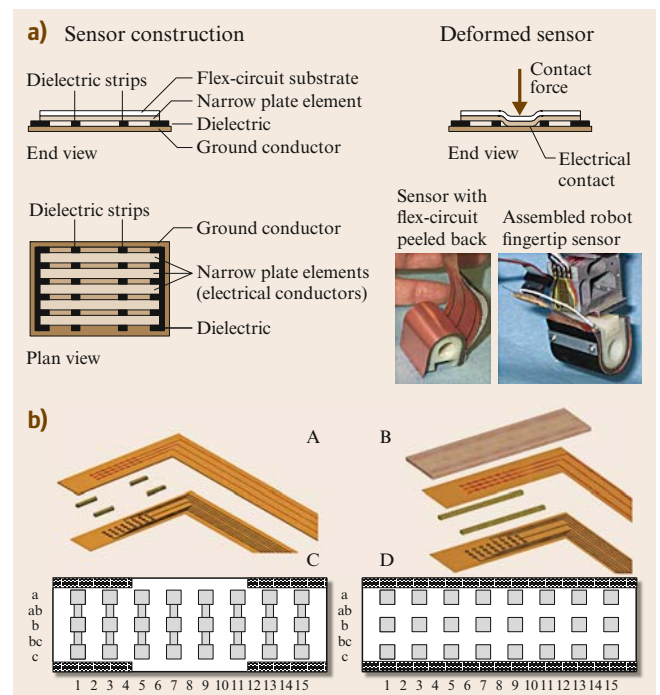 a) Sensor construction
Deformed sensor
Dielectric strips
Flex-circuit substrate
Narrow plate element
Dielectric
Ground conductor
End view
Contact
force
End view
Electrical
contact
Dielectric strips
Ground conductor
Narrow plate elements
(electrical conductors)
Dielectric
Plan view
Sensor with
flex-circuit
peeled back
Assembled robot
fingertip sensor
b)
A
B
C
D
a
ab
b
bc
c
1 2 3 4 5 6 7 8 9 10 11 12 13 14 15
a
ab
b
bc
c
1 2 3 4 5 6 7 8 9 10 11 12 13 14 15